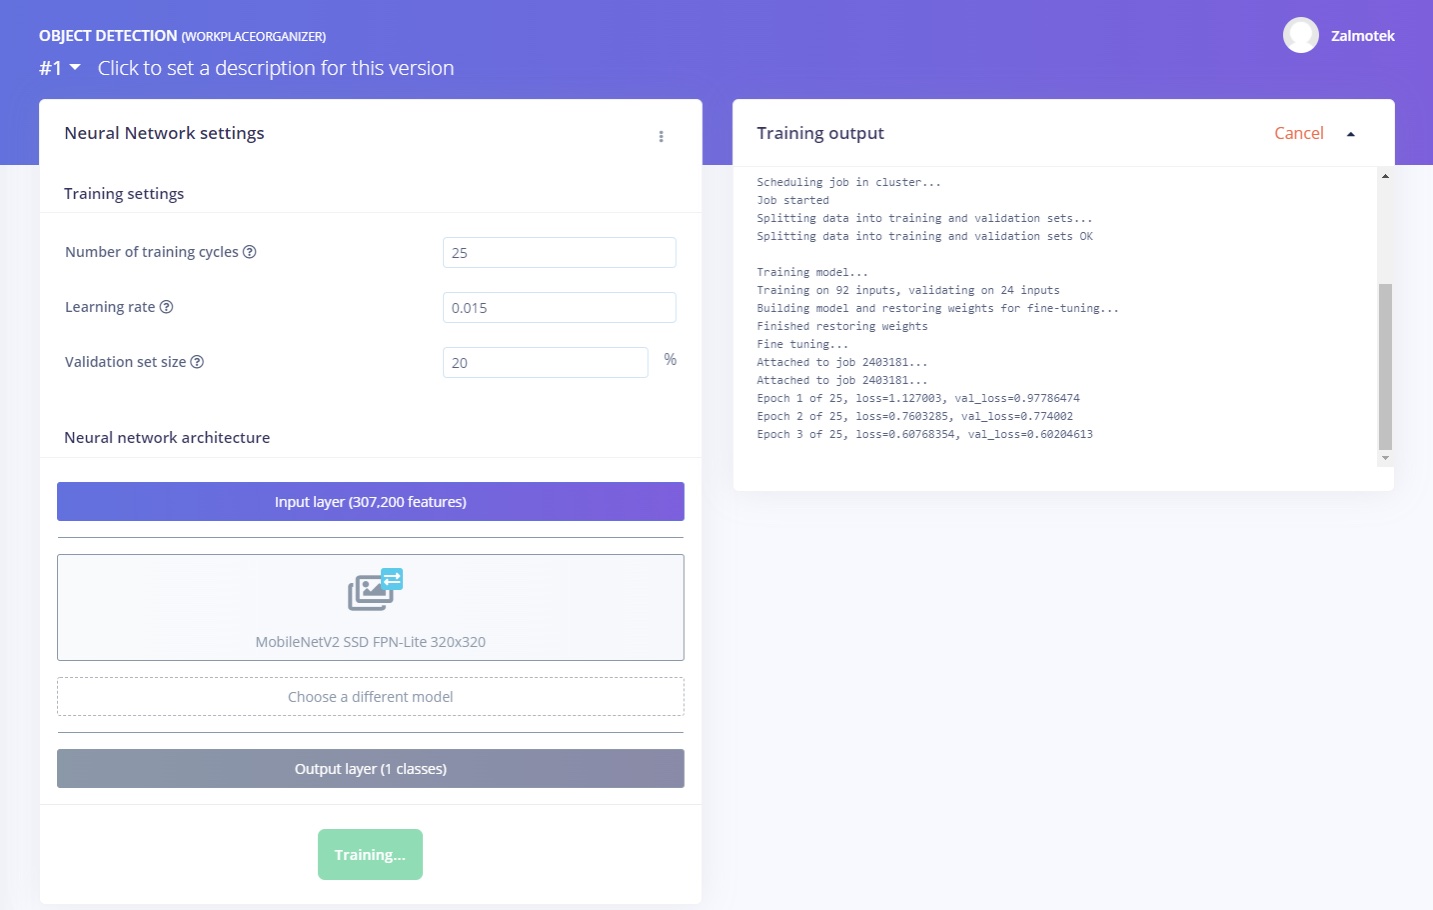 OBJECT DETECTION (WORKPLACEORGANIZER)
Zalmotek
#1 Click to set a description for this version
Neural Network settings
Training settings
Number of training cycles
25
Learning rate
0.015
Validation set size
20
%
Neural network architecture
Input layer (307,200 features)
MobileNetV2 SSD FPN-Lite 320x320
Choose a different model
Output layer (1 classes)
Training...
Training output
Cancel
Scheduling job in cluster...
Job started
Splitting data into training and validation sets...
Splitting data into training and validation sets OK
Training model...
Training on 92 inputs, validating on 24 inputs
Building model and restoring weights for fine-tuning...
Finished restoring weights
Fine tuning...
Attached to job 2403181...
Attached to job 2403181...
Epoch 1 of 25, loss=1.127003, val_loss=0.97786474
Epoch 2 of 25, loss=0.7603285, val_loss=0.774002
Epoch 3 of 25, loss=0.60768354, val_loss=0.60204613